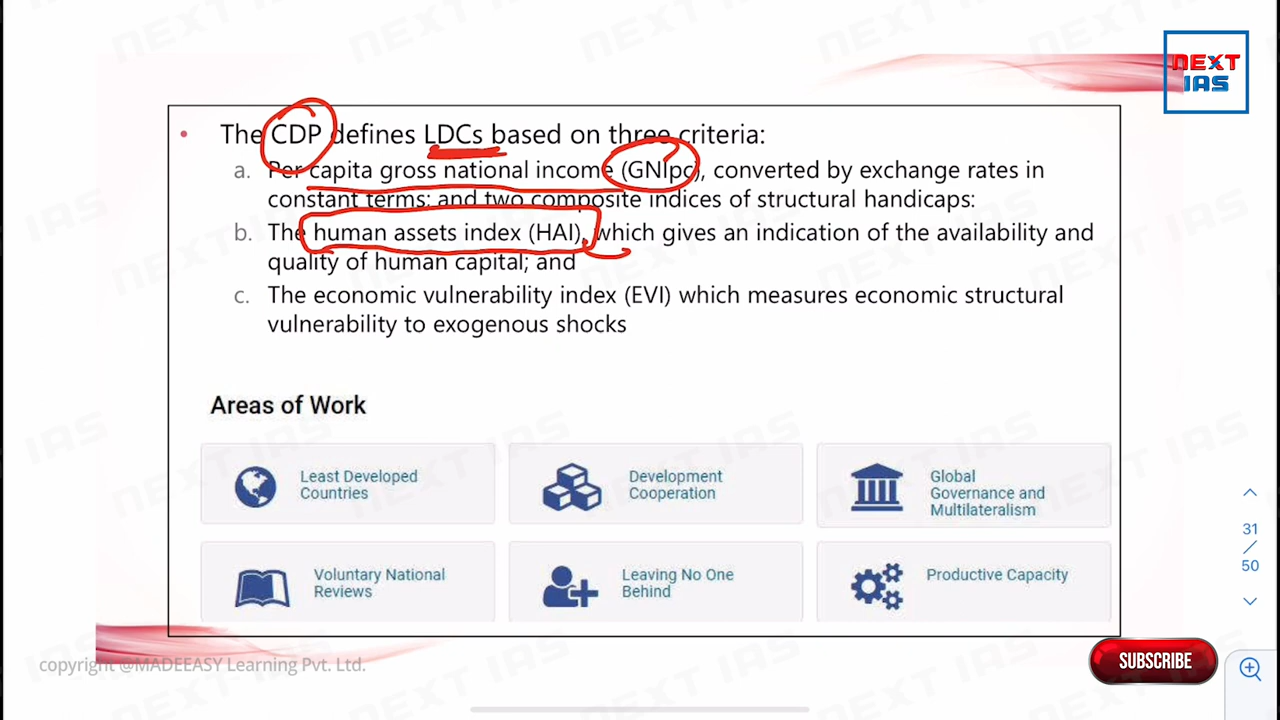 NEXT
IAS
• The CDP defines LDCs based on three criteria:
a. Per capita gross national income (GNIpc), converted by exchange rates in
constant terms; and two composite indices of structural handicaps:
b. The human assets index (HAI), which gives an indication of the availability and
quality of human capital; and
c. The economic vulnerability index (EVI) which measures economic structural
vulnerability to exogenous shocks
Areas of Work
Least Developed
Countries
Development
Cooperation
Global
Governance and
Multilateralism
Voluntary National
Reviews
Leaving No One
Behind
Productive Capacity
31
/
50
copyright @MADEEASY Learning Pvt. Ltd.
SUBSCRIBE